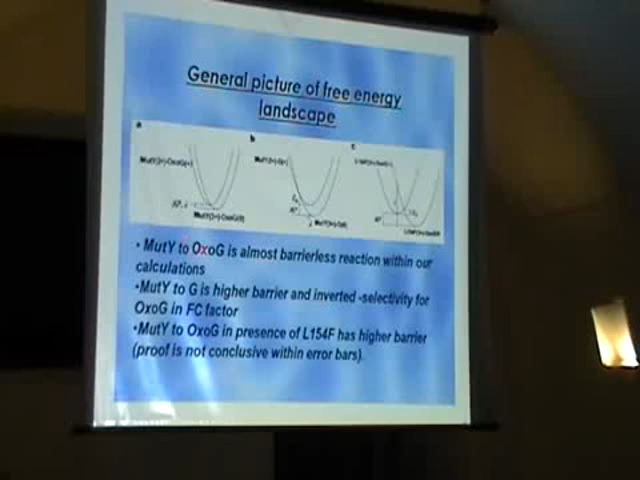 General picture of free energy
landscape
a
b
c
• MutY to OxoG is almost barrierless reaction within our
calculations
•MutY to G is higher barrier and inverted -selectivity for
OxoG in FC factor
•MutY to OxoG in presence of L154F has higher barrier
(proof is not conclusive within error bars).